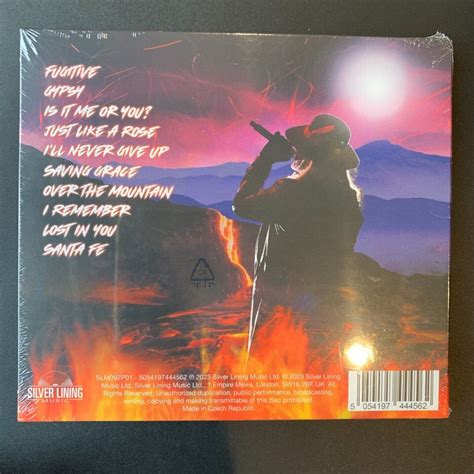 FUGITIVE
GYPSY
IS IT ME OR YOU?
JUST LIKE A ROSE
I'LL NEVER GIVE UP
SAVING GRACE
OVER THE MOUNTAIN
I REMEMBER
LOST IN YOU
SANTA FE
SLM097P01 - 5054197444562 ℗ 2023 Silver Lining Music Ltd. © 2023 Silver Lining
Music Ltd. Silver Lining Music Ltd., 1 Empire Mews, London, SW16 2BF, UK. All
Rights Reserved. Unauthorized duplication, public performance, broadcasting,
renting, copying and making transmittable of this disc prohibited.
Made in Czech Republic.
SILVER LINING
MUSIC
5 054197 444562